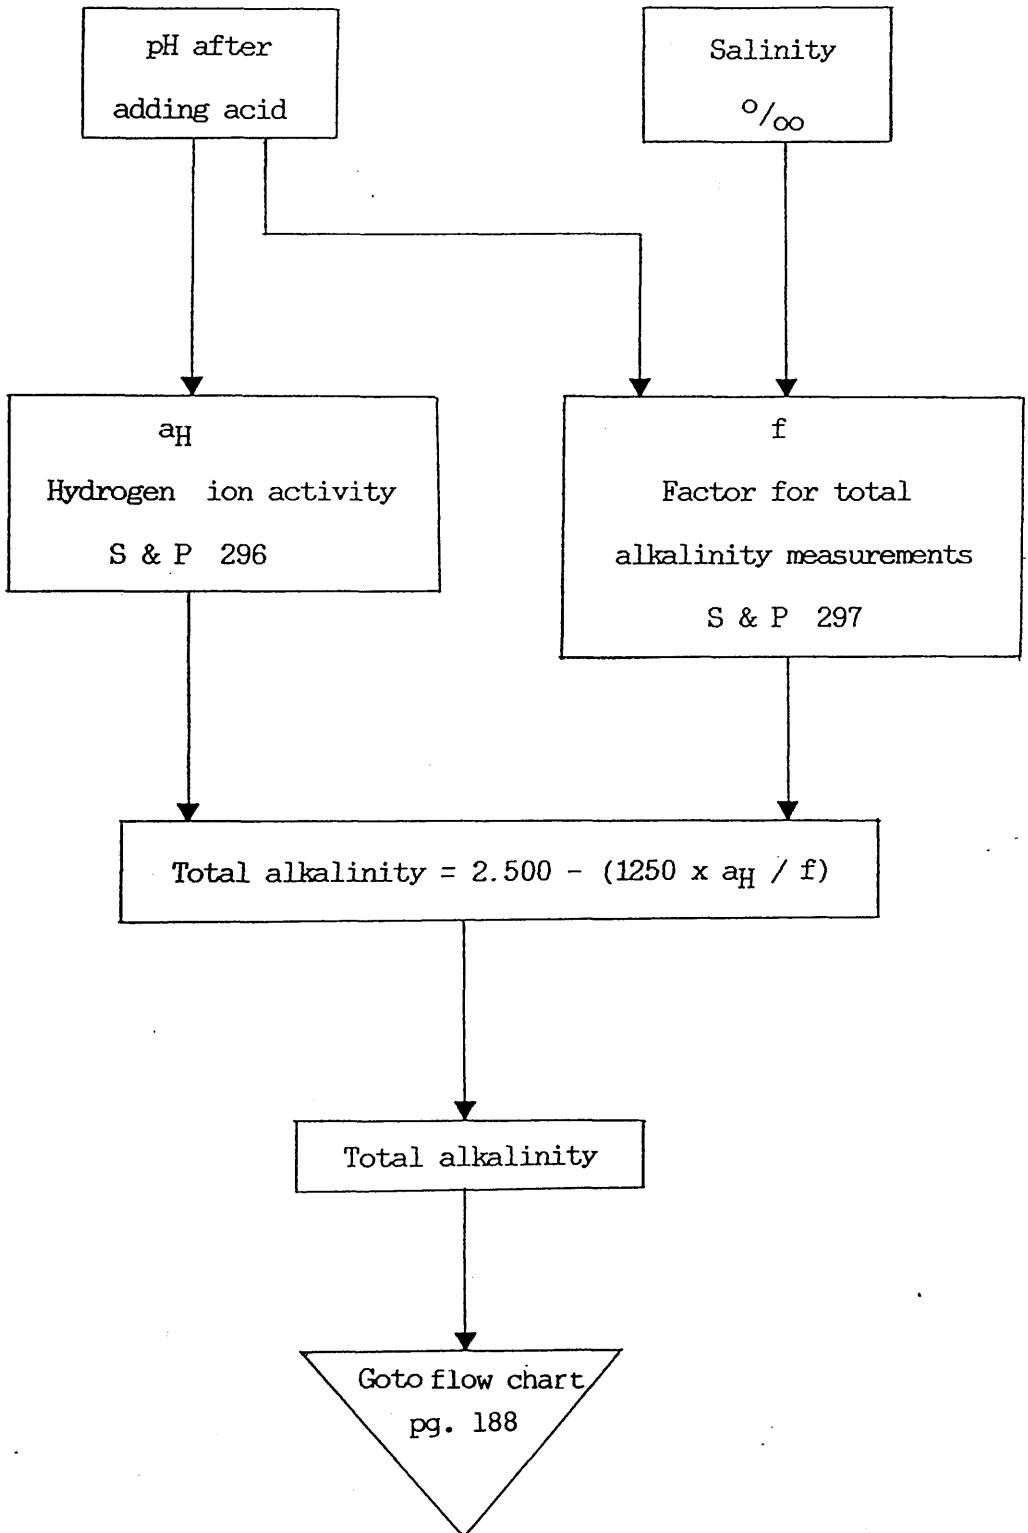 pH after
adding acid
Salinity
o/oo
aH
Hydrogen ion activity
S & P 296
f
Factor for total
alkalinity measurements
S & P 297
Total alkalinity = 2.500 - (1250 x aH / f)
Total alkalinity
Goto flow chart
pg. 188